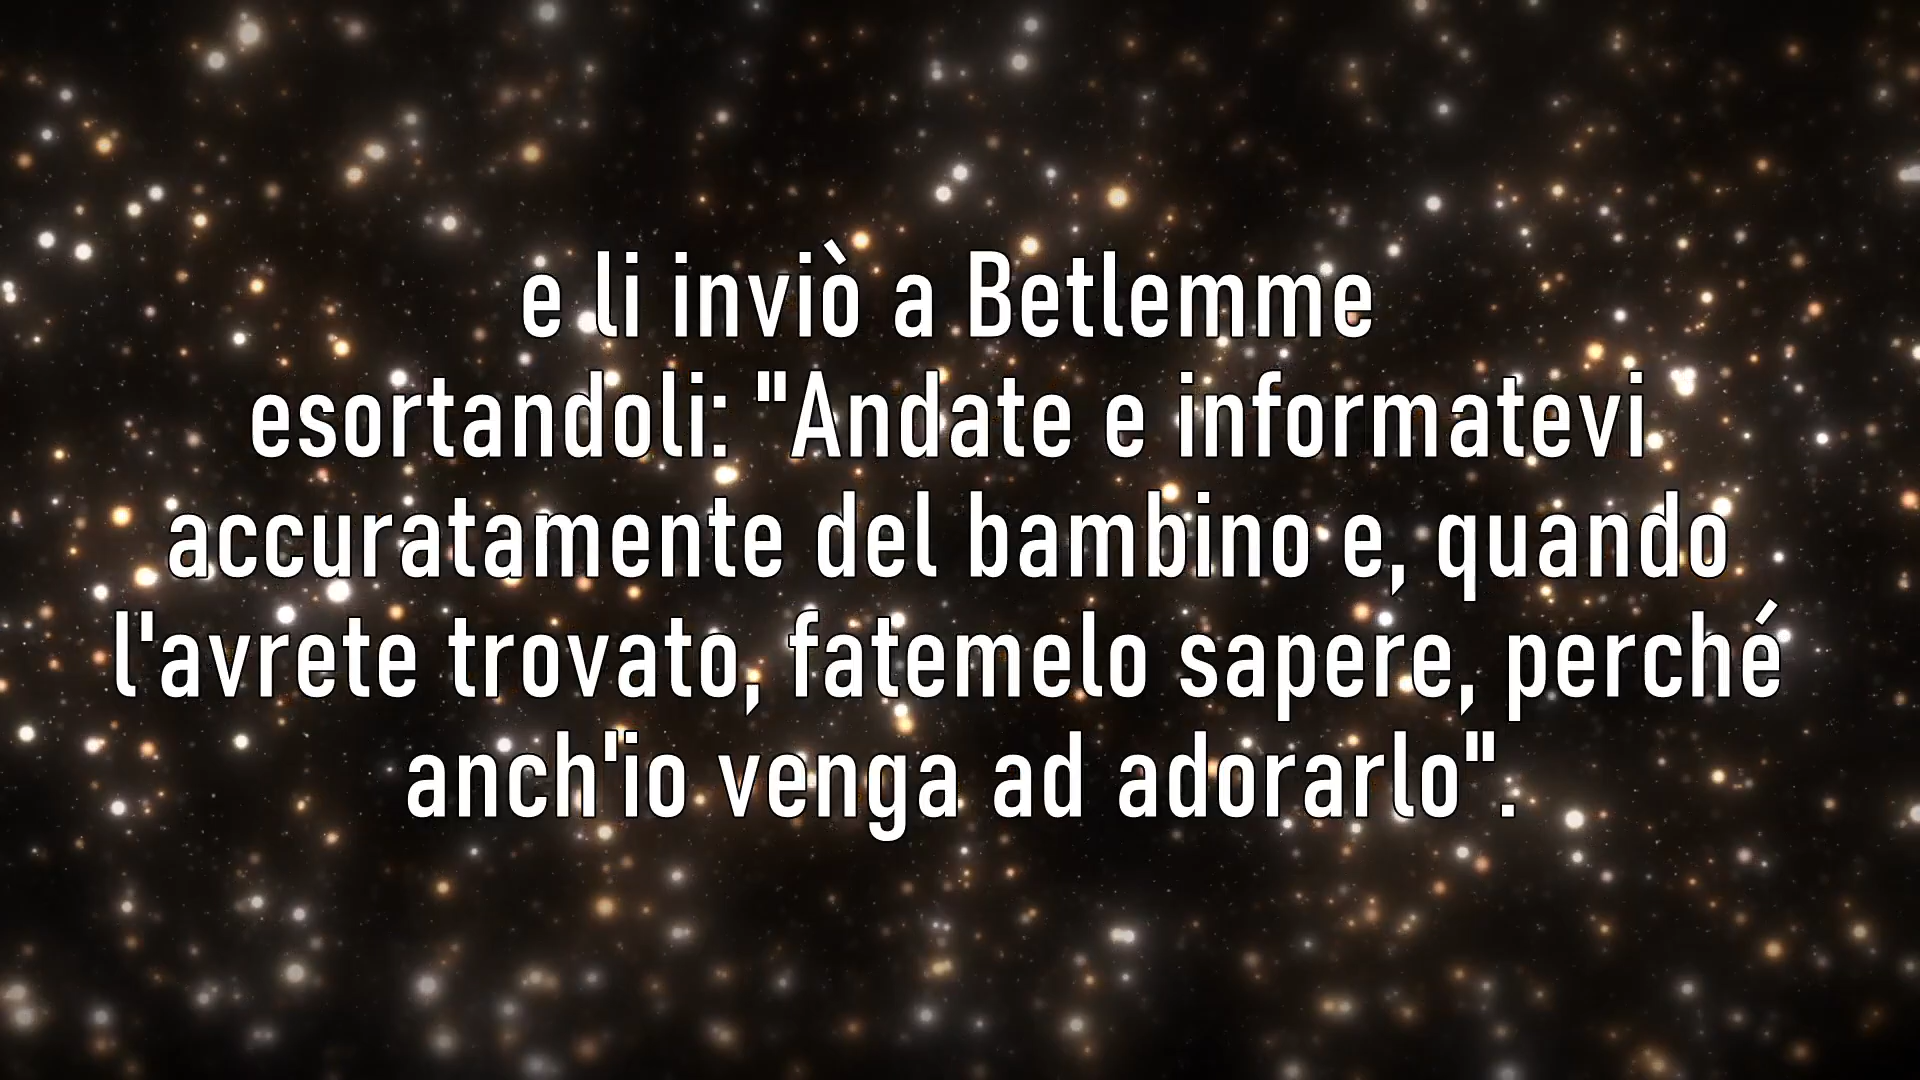 e li inviò a Betlemme
esortandoli: "Andate e informatevi
accuratamente del bambino e, quando
l'avrete trovato, fatemelo sapere, perché
anch'io venga ad adorarlo".